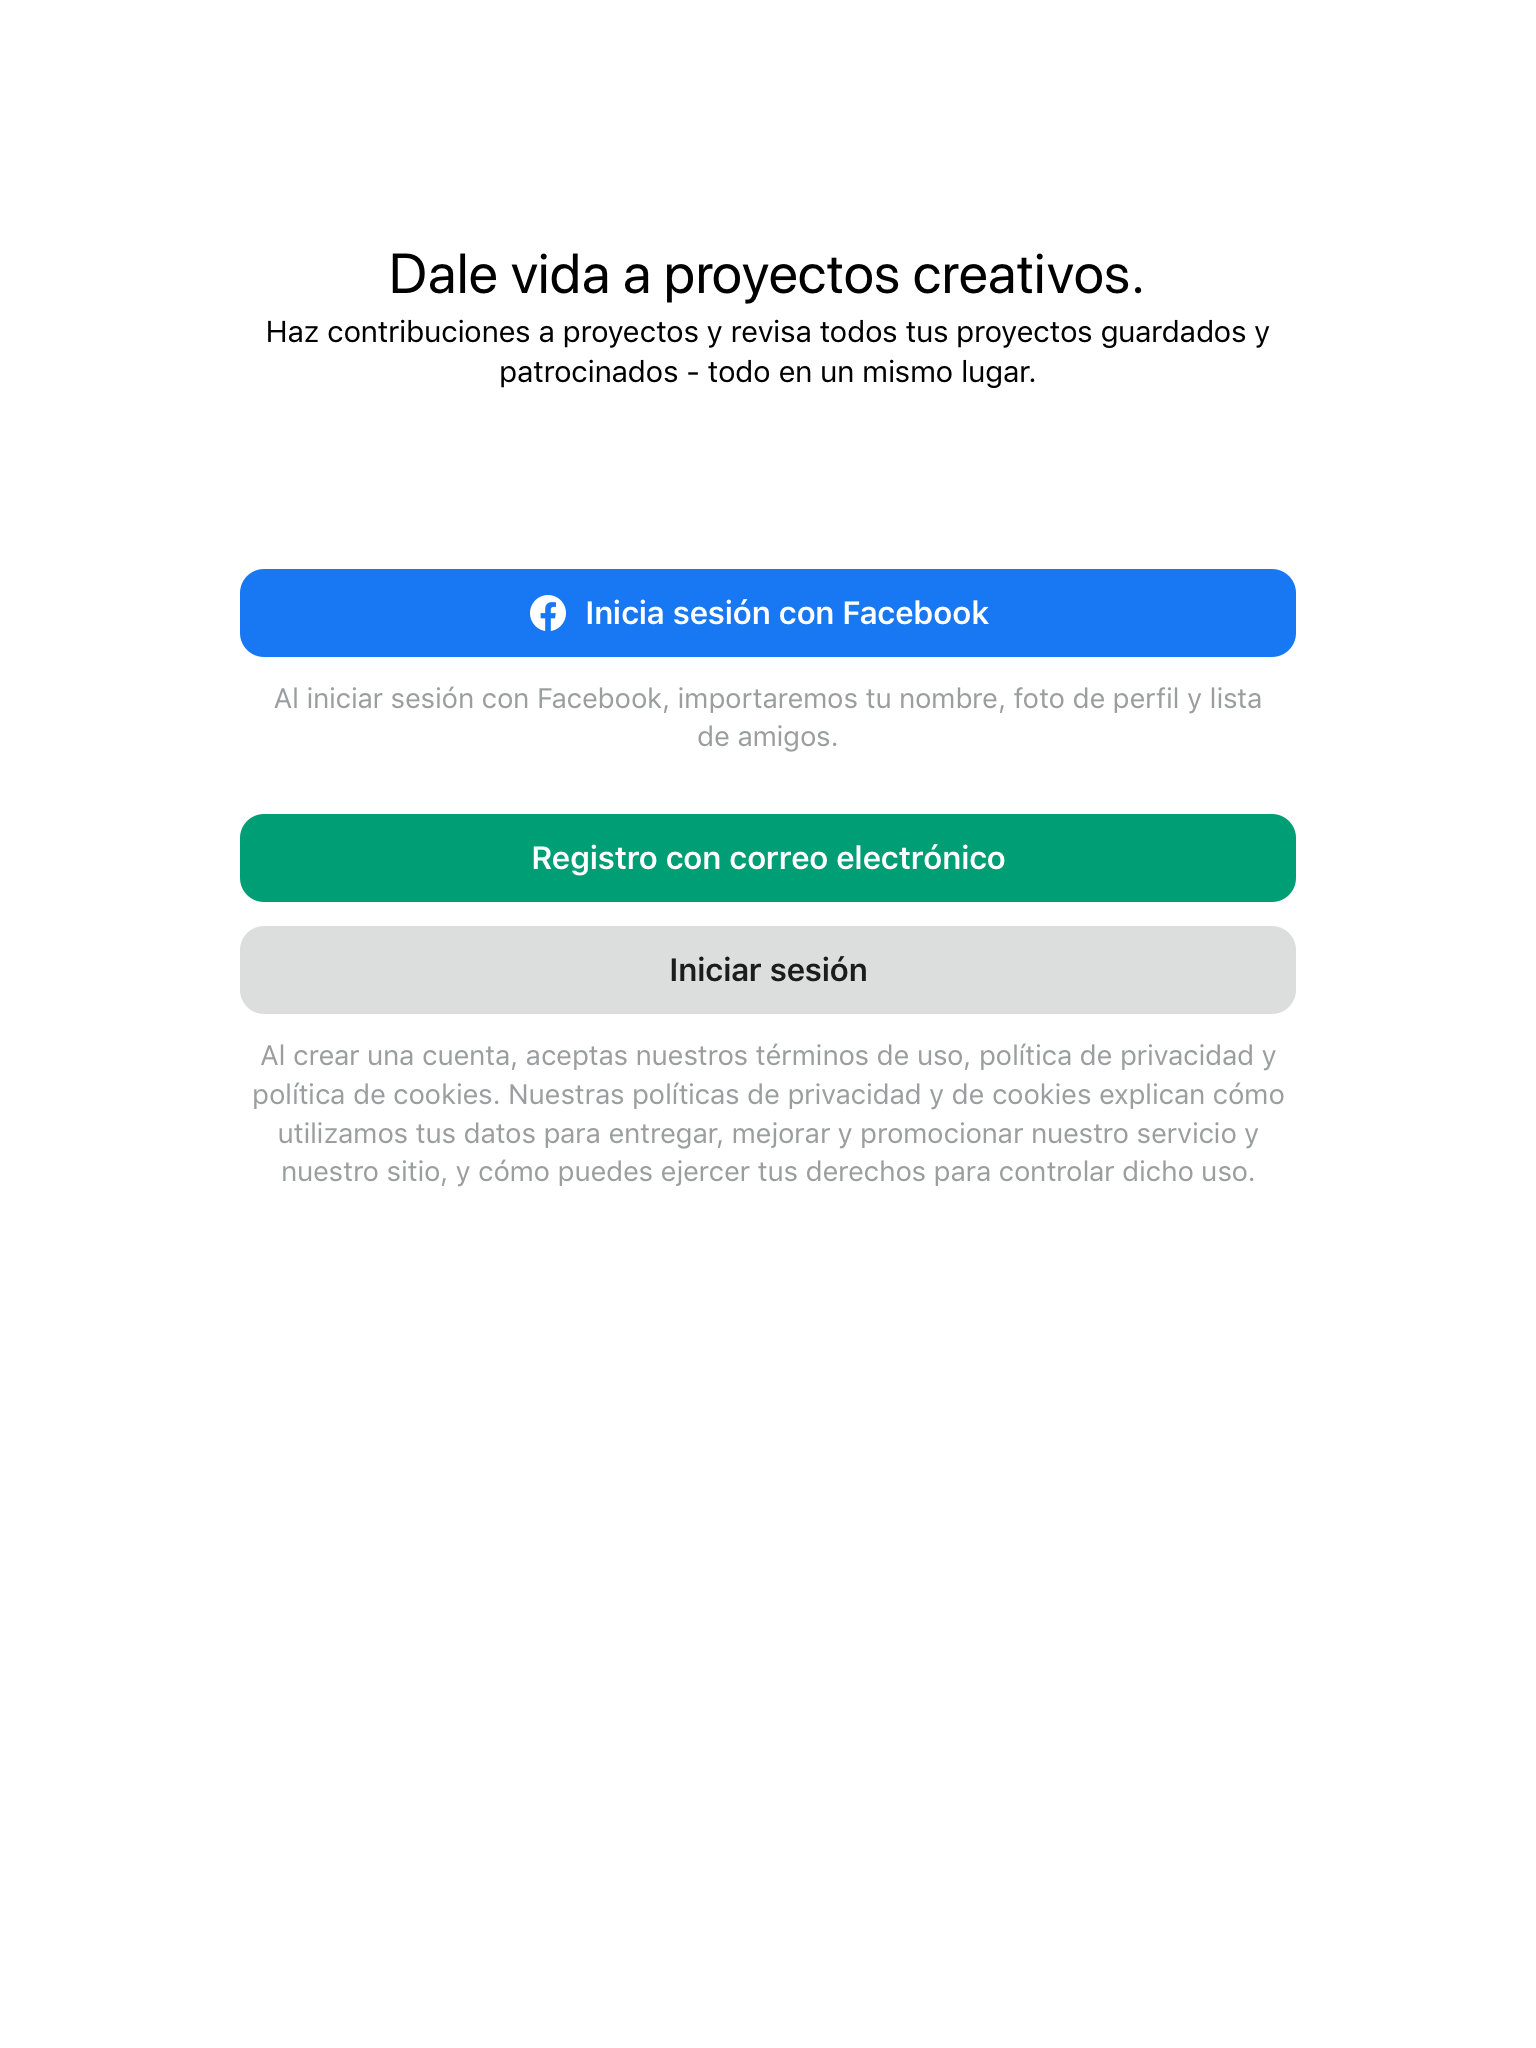 Dale vida a proyectos creativos.
Haz contribuciones a proyectos y revisa todos tus proyectos guardados y
patrocinados - todo en un mismo lugar.
Inicia sesión con Facebook
Al iniciar sesión con Facebook, importaremos tu nombre, foto de perfil y lista
de amigos.
Registro con correo electrónico
Iniciar sesión
Al crear una cuenta, aceptas nuestros términos de uso, política de privacidad y
política de cookies. Nuestras políticas de privacidad y de cookies explican cómo
utilizamos tus datos para entregar, mejorar y promocionar nuestro servicio y
nuestro sitio, y cómo puedes ejercer tus derechos para controlar dicho uso.